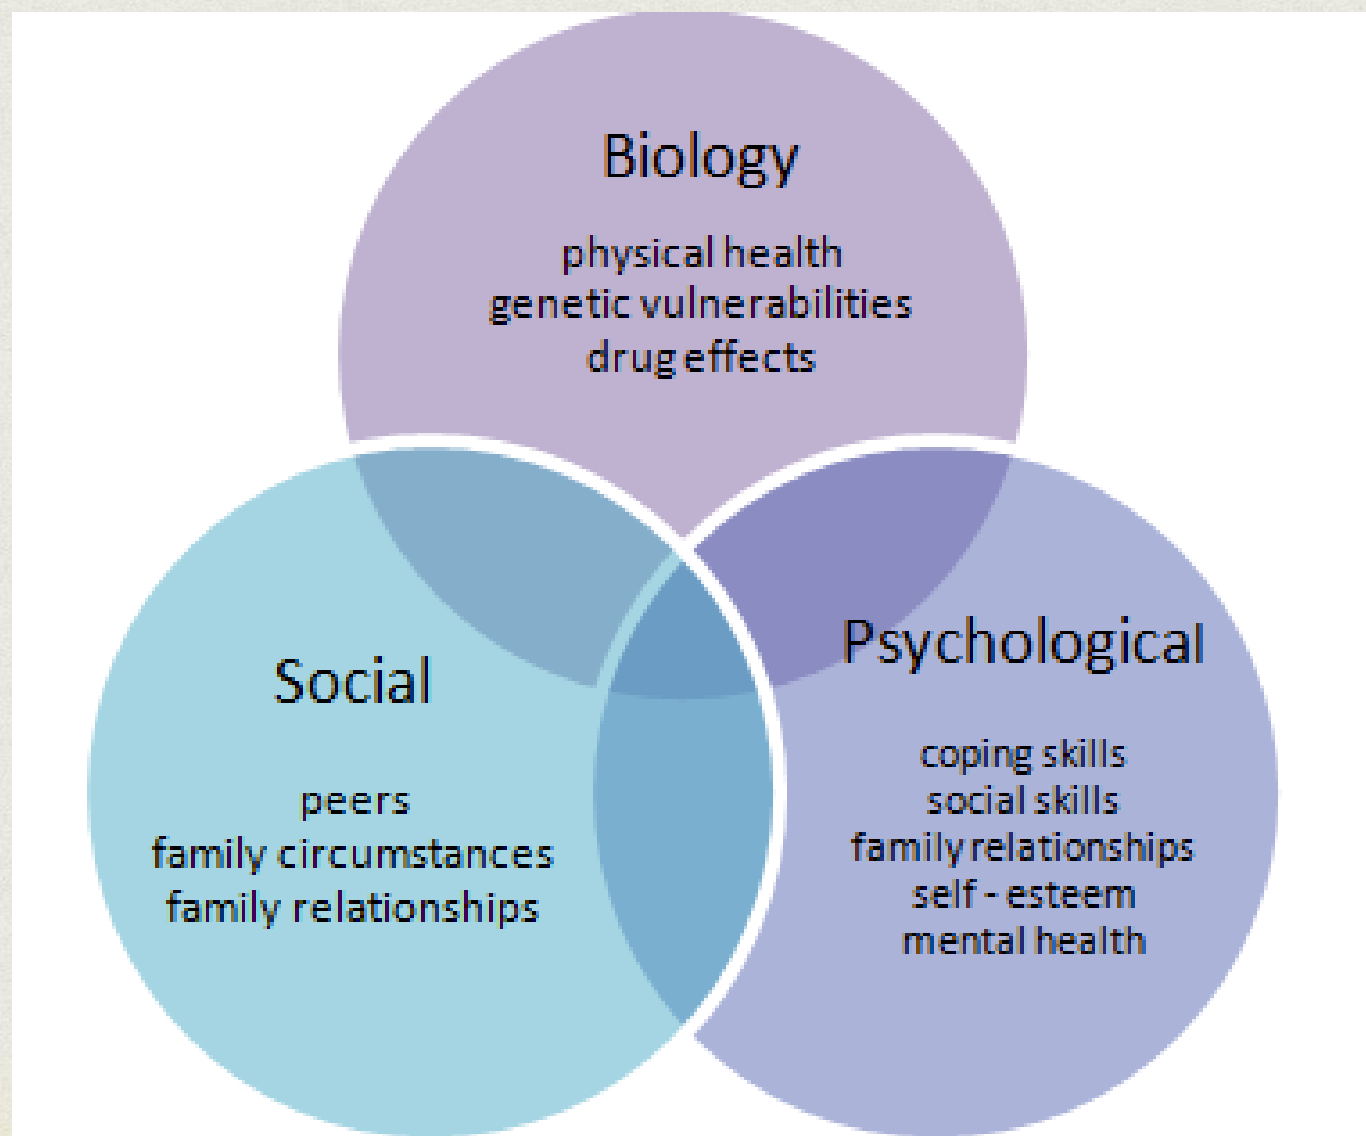 Biology
physical health
genetic vulnerabilities
drug effects
Social
peers
family circumstances
family relationships
Psychological
coping skills
social skills
family relationships
self - esteem
mental health